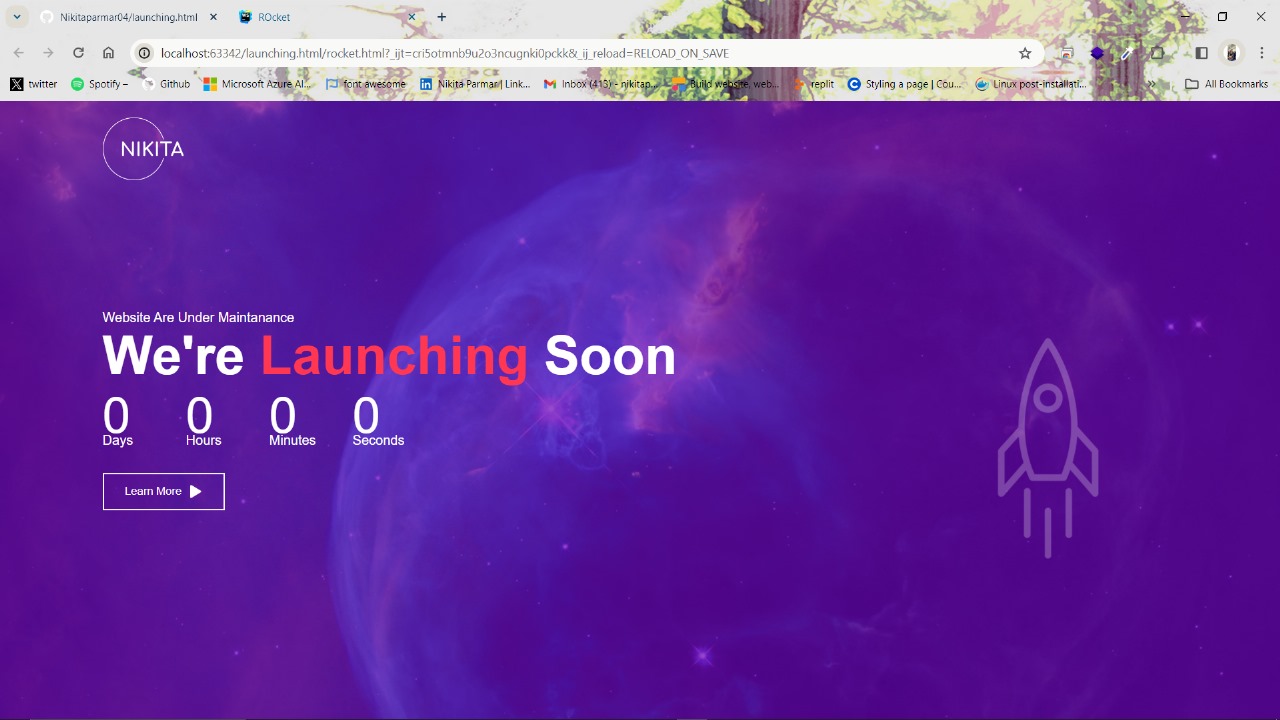 Nikitaparmar04/launching.html
ROcket
localhost:63342/launching.html/rocket.html?_ijt=cri5otmnb9u2o3ncugnki0pckk&_ij_reload=RELOAD_ON_SAVE
twitter Spotify – Github Microsoft Azure AI... font awesome Nikita Parmar | Link... Inbox (413) - nikitap... Build website, web... replit Styling a page | Cou... Linux post-installati... » All Bookmarks
NIKITA
Website Are Under Maintanance
We're Launching Soon
0 0 0 0
Days Hours Minutes Seconds
Learn More